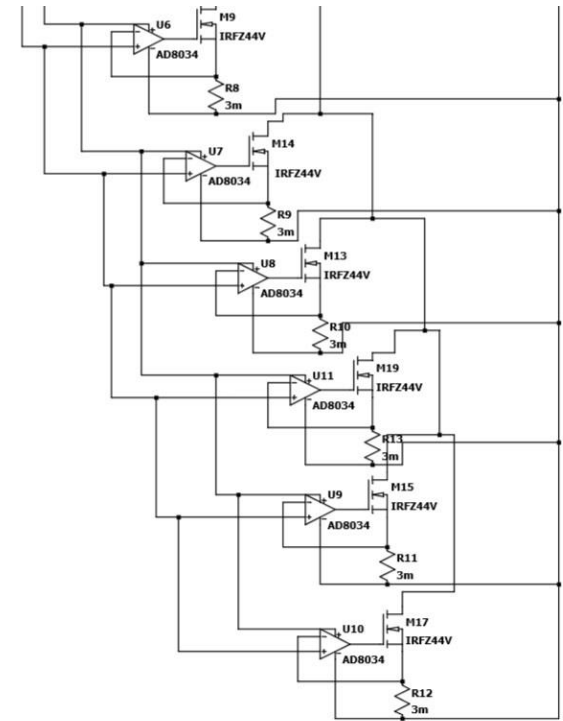 U6
M9
IRFZ44V
AD8034
R8
3m
U7
M14
IRFZ44V
AD8034
R9
3m
U8
M13
IRFZ44V
AD8034
R10
3m
U11
M19
IRFZ44V
AD8034
R13
3m
U9
M15
IRFZ44V
AD8034
R11
3m
U10
M17
IRFZ44V
AD8034
R12
3m